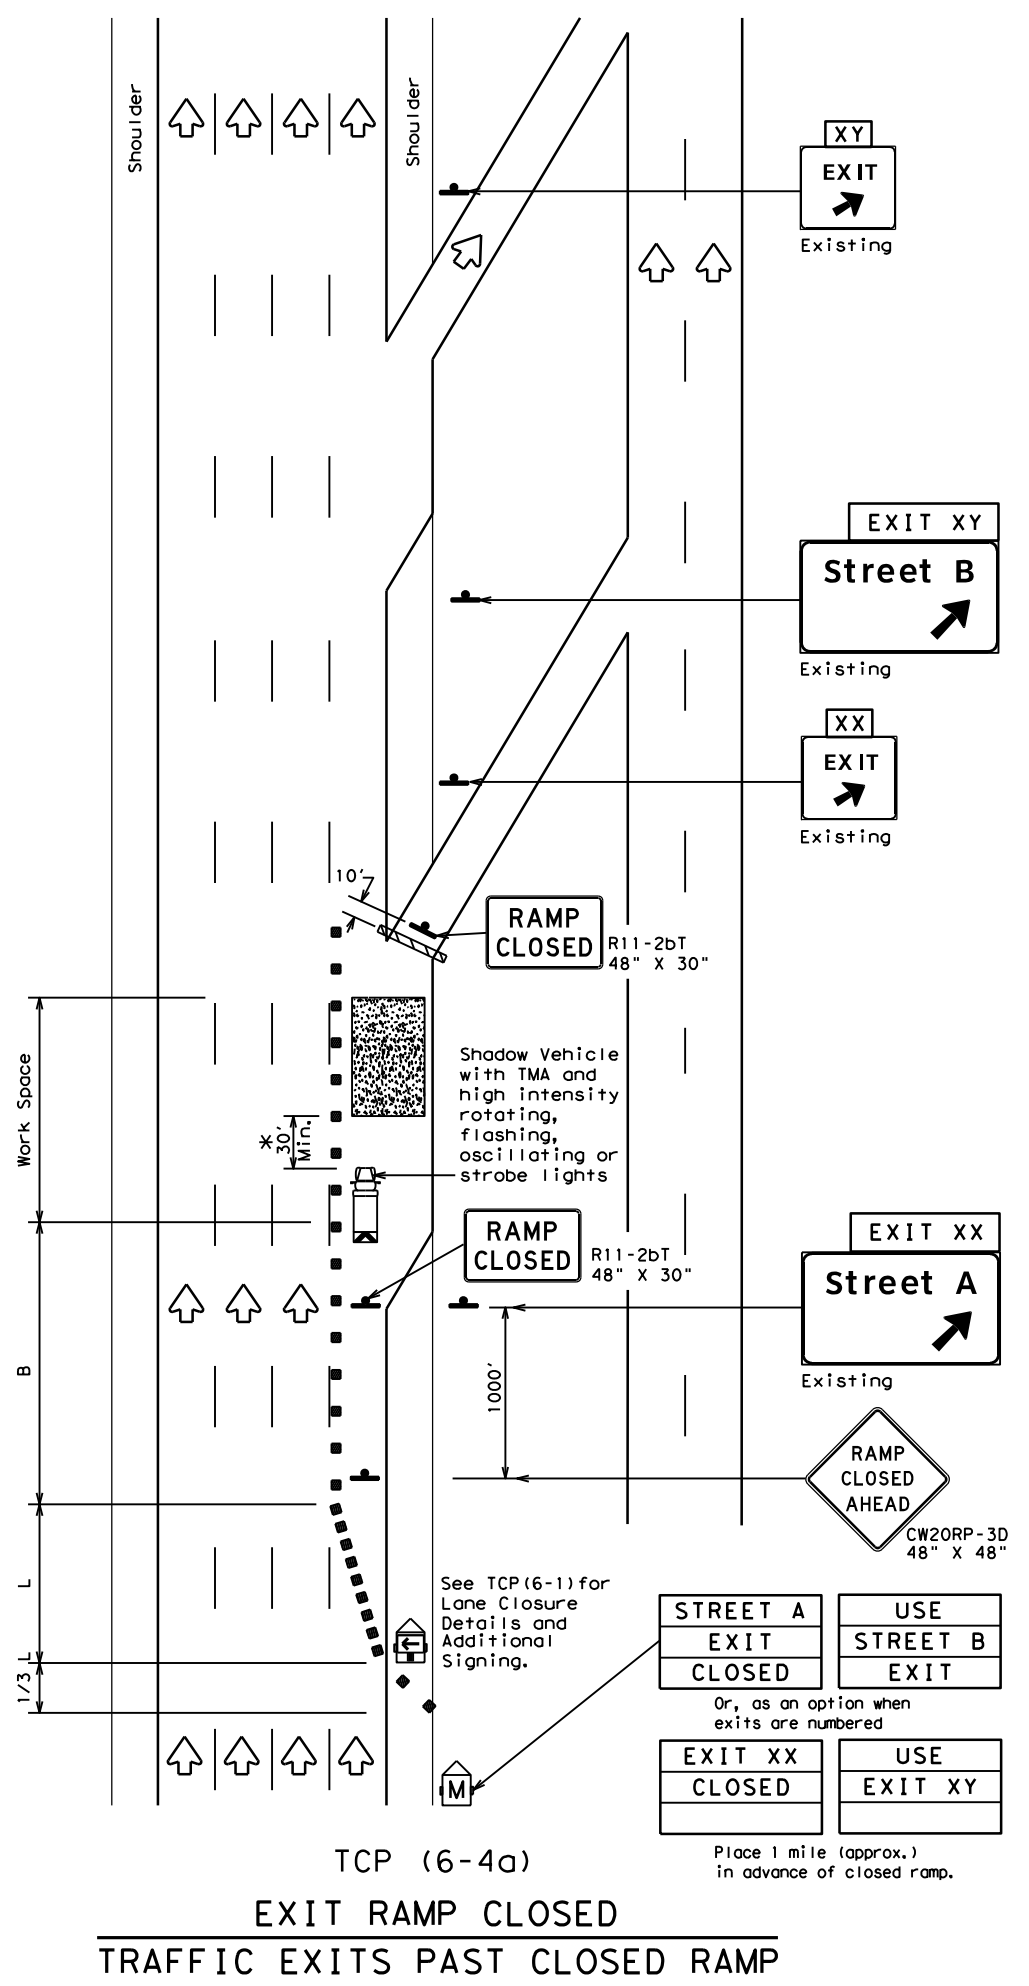 Shoulder
Shoulder
XY
EXIT
Existing
EXIT XY
Street B
Existing
XX
EXIT
Existing
10'
RAMP
CLOSED
R11-2bT
48" X 30"
Work Space
*
30'
Min.
Shadow Vehicle
with TMA and
high intensity
rotating,
flashing,
oscillating or
strobe lights
RAMP
CLOSED
R11-2bT
48" X 30"
EXIT XX
Street A
Existing
B
1000'
RAMP
CLOSED
AHEAD
CW20RP-3D
48" X 48"
L
1/3 L
See TCP(6-1)for
Lane Closure
Details and
Additional
Signing.
STREET A
EXIT
CLOSED
USE
STREET B
EXIT
Or, as an option when
exits are numbered
EXIT XX
CLOSED
USE
EXIT XY
M
Place 1 mile (approx.)
in advance of closed ramp.
TCP (6-4a)
EXIT RAMP CLOSED
TRAFFIC EXITS PAST CLOSED RAMP